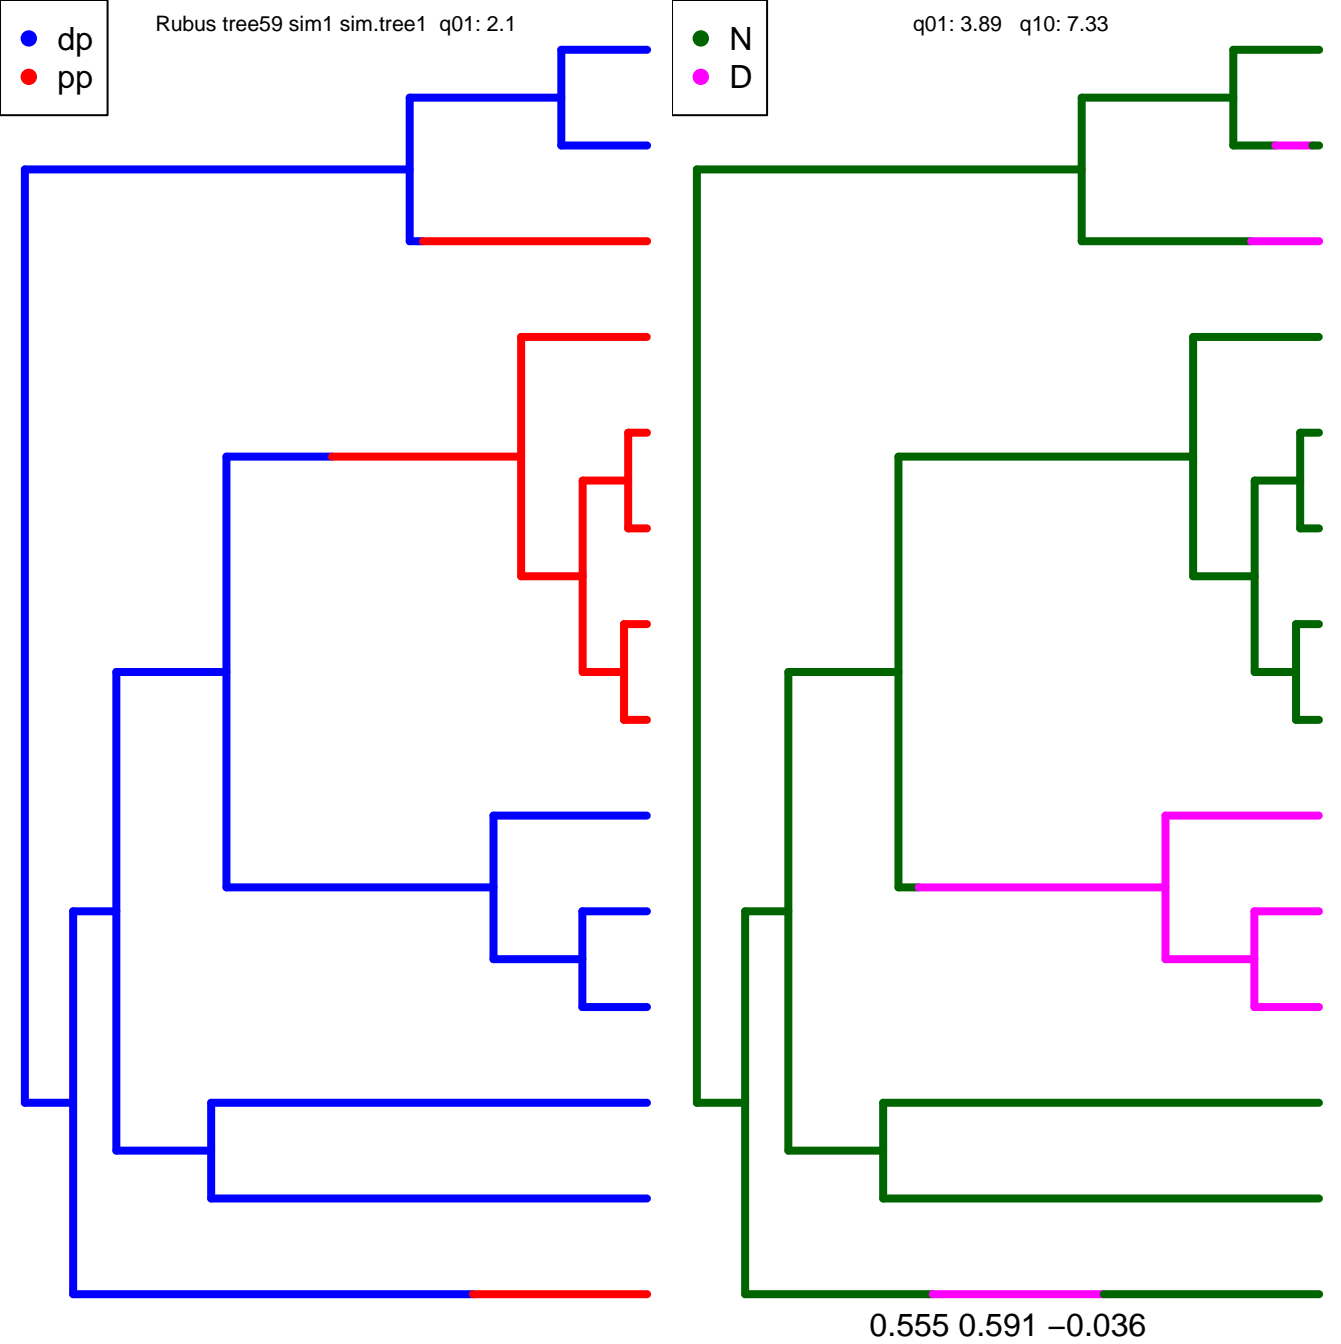 dp
pp
Rubus tree59 sim1 sim.tree1 q01: 2.1
N
D
q01: 3.89 q10: 7.33
0.555 0.591 −0.036